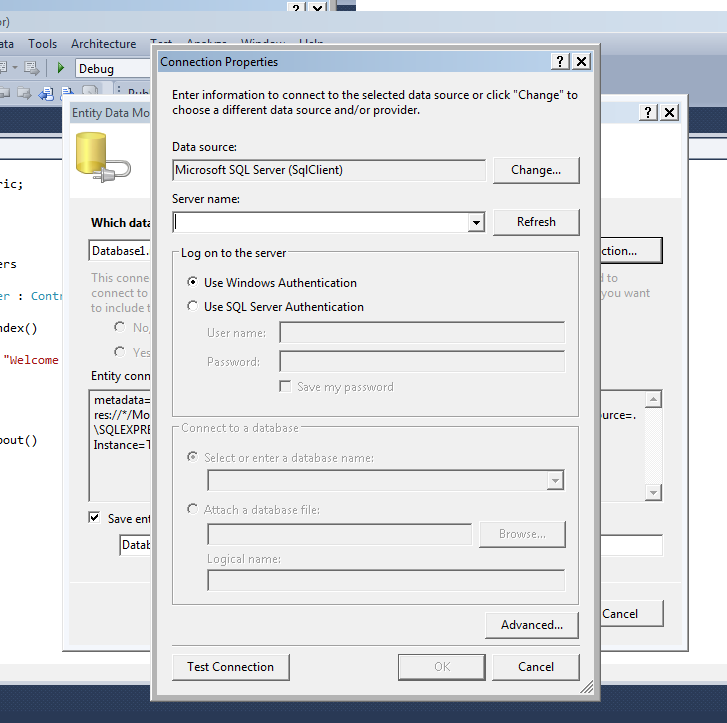 ?
or)
ata Tools Architecture Test Analyze Window Help
Debug
Connection Properties
?
Enter information to connect to the selected data source or click "Change" to
choose a different data source and/or provider.
Data source:
Microsoft SQL Server (SqlClient)
Change...
Server name:
Refresh
Log on to the server
Use Windows Authentication
Use SQL Server Authentication
User name:
Password:
Save my password
Connect to a database
Select or enter a database name:
Attach a database file:
Browse...
Logical name:
Advanced...
Test Connection
OK
Cancel
Entity Data Mo
?
Which data
Database1.
ction...
This conne
d to
connect to
you want
to include t
No,
Yes
Entity conn
metadata=
res://*/Mo
ource=.
\SQLEXPRE
Instance=T
Save ent
Datab
Cancel
ric;
ers
er : Contr
ndex()
"Welcome
bout()